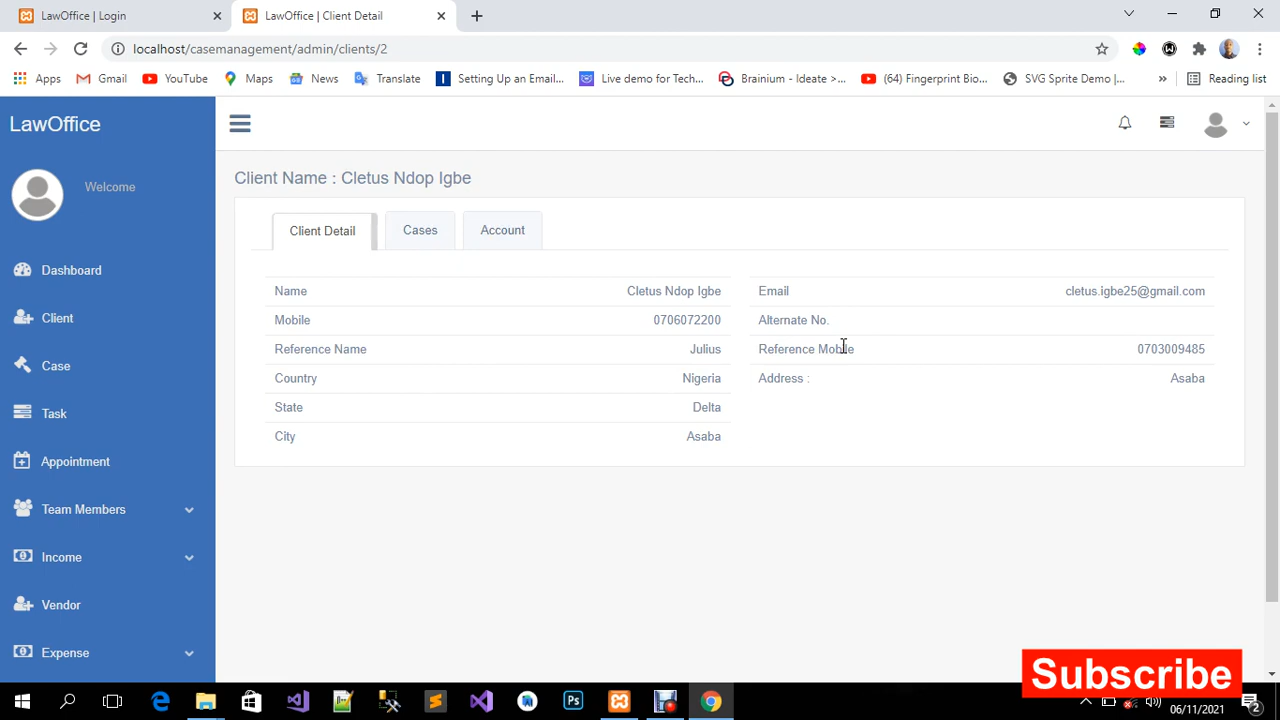 LawOffice | Login
LawOffice | Client Detail
localhost/casemanagement/admin/clients/2
Apps
Gmail
YouTube
Maps
News
Translate
Setting Up an Email...
Live demo for Tech...
Brainium - Ideate >...
(64) Fingerprint Bio...
SVG Sprite Demo |...
»
Reading list
LawOffice
Welcome
Dashboard
Client
Case
Task
Appointment
Team Members
Income
Vendor
Expense
Client Name : Cletus Ndop Igbe
Client Detail
Cases
Account
Name Cletus Ndop Igbe
Mobile 0706072200
Reference Name Julius
Country Nigeria
State Delta
City Asaba
Email cletus.igbe25@gmail.com
Alternate No.
Reference Mobile 0703009485
Address : Asaba
Subscribe
Ps
06/11/2021
2